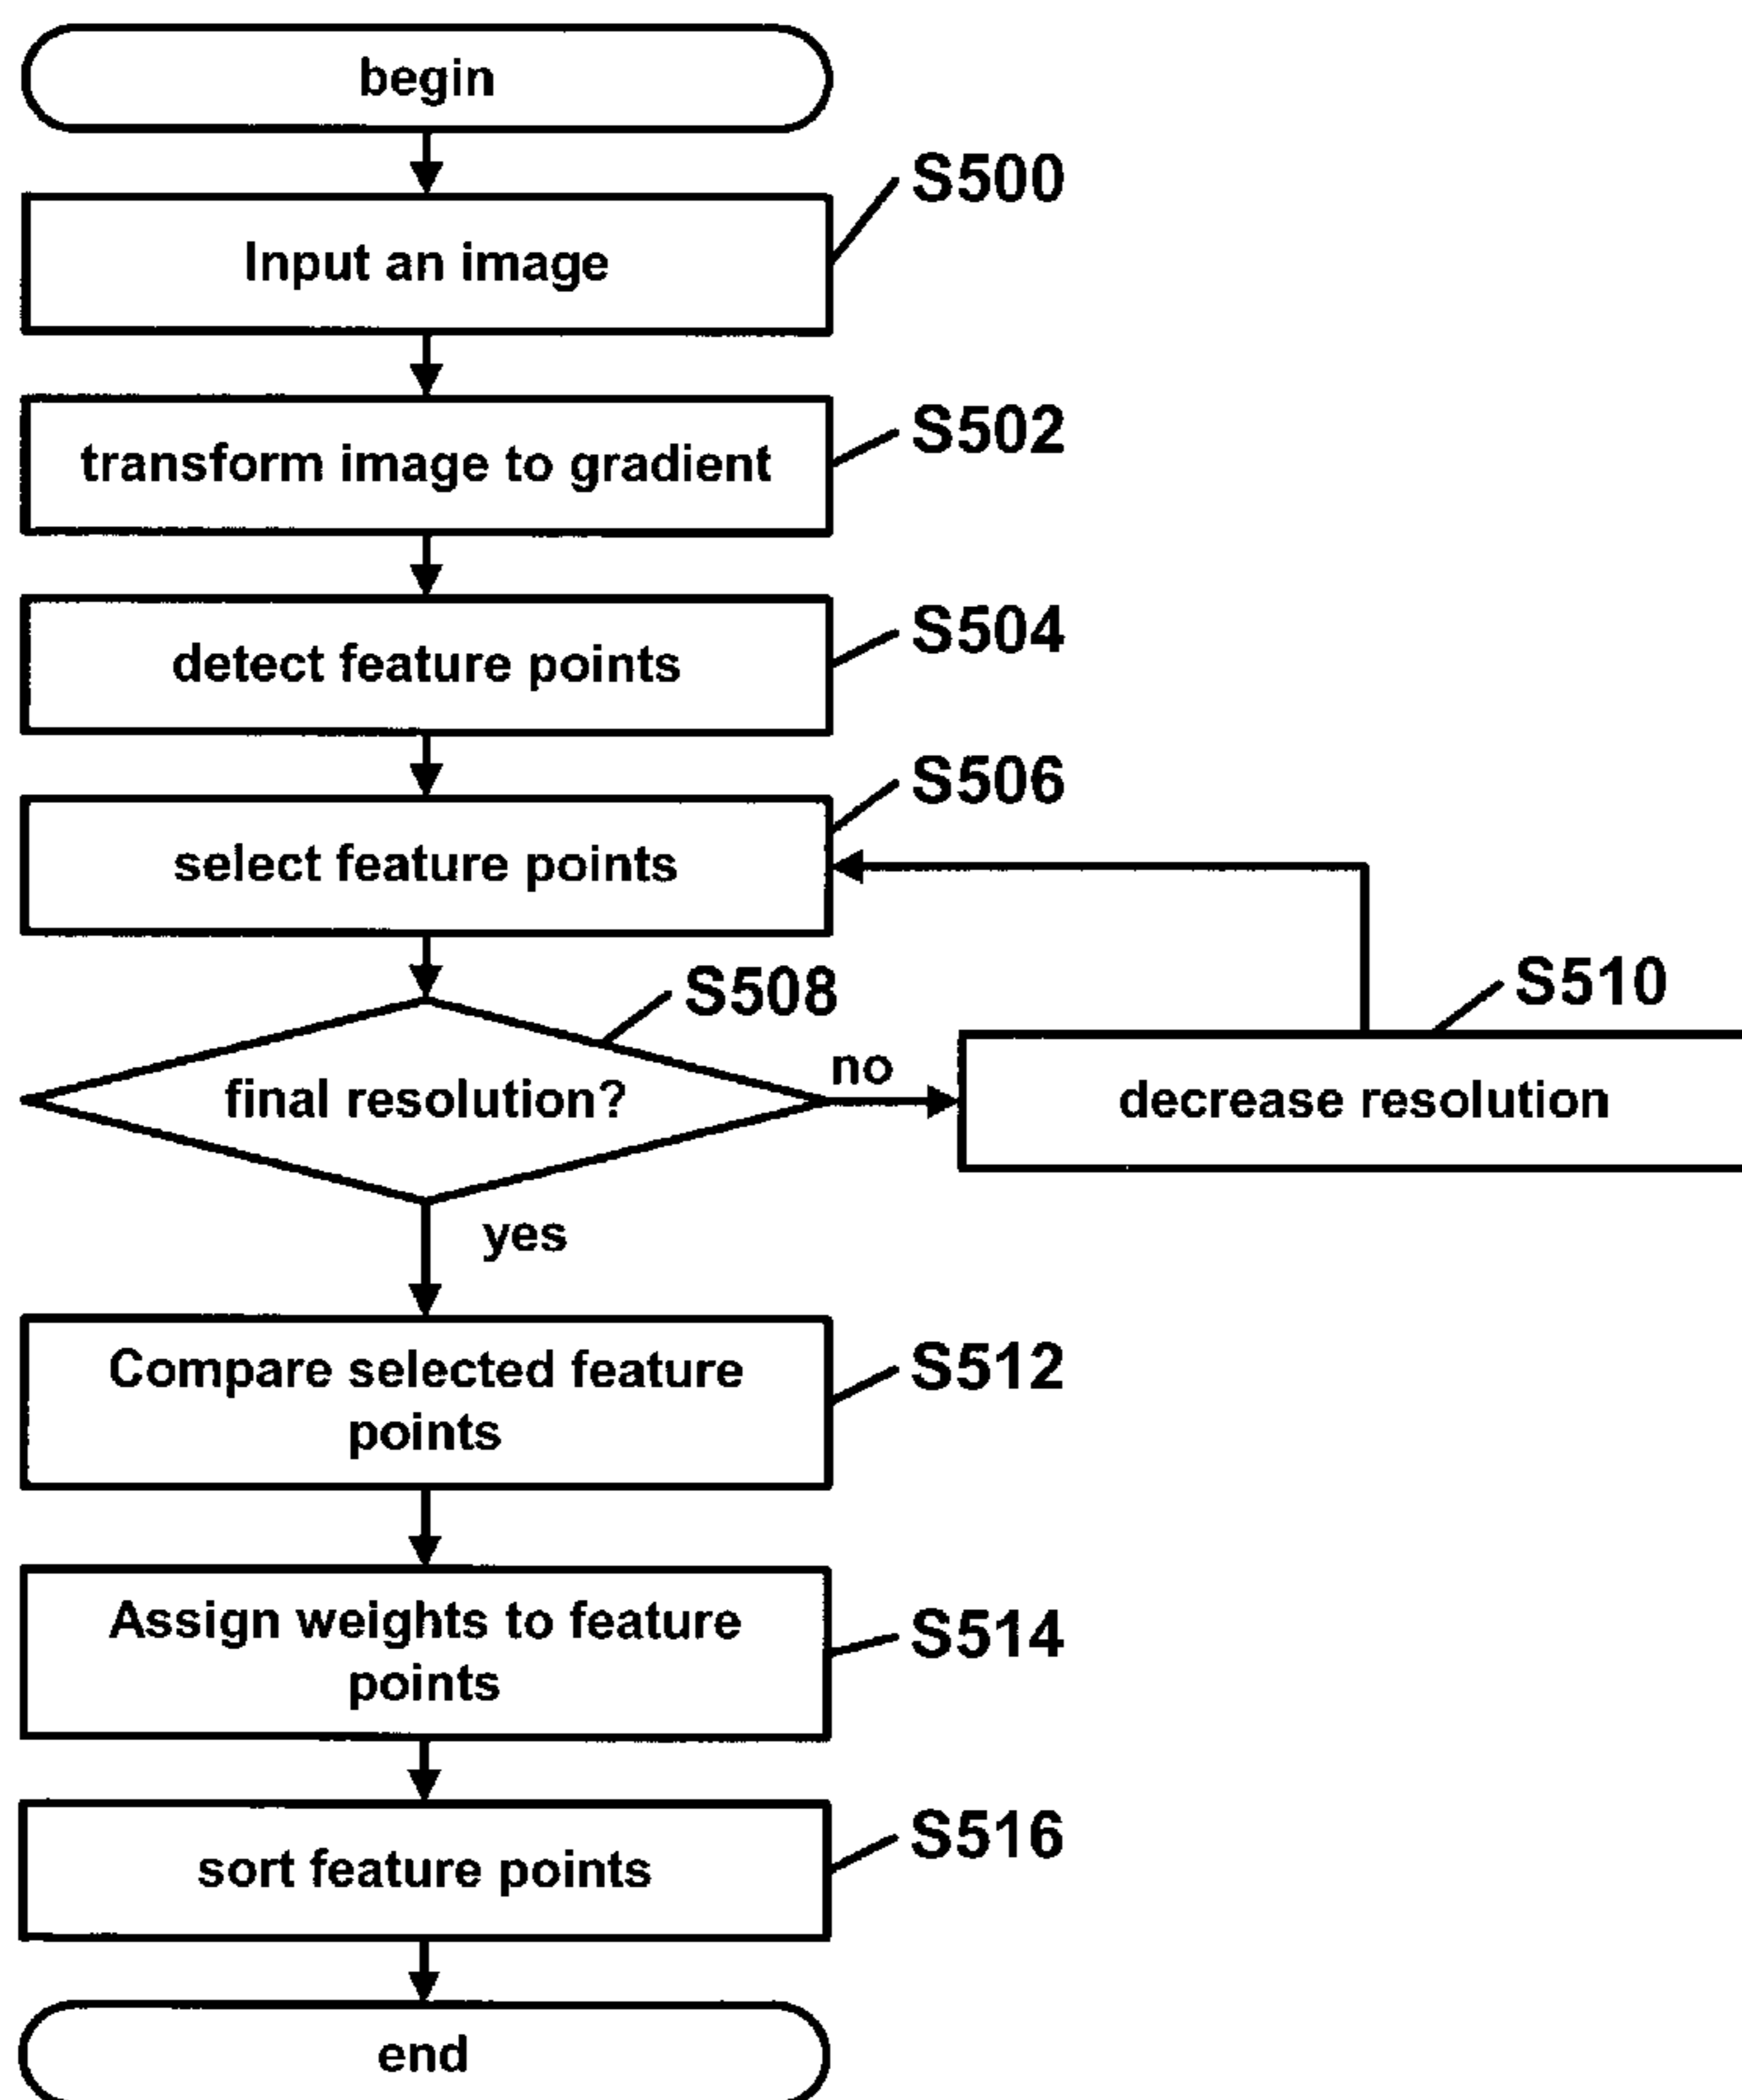 begin
S500
Input an image
S502
transform image to gradient
S504
detect feature points
S506
select feature points
S508
S510
final resolution?
no
decrease resolution
yes
S512
Compare selected feature
points
S514
Assign weights to feature
points
S516
sort feature points
end